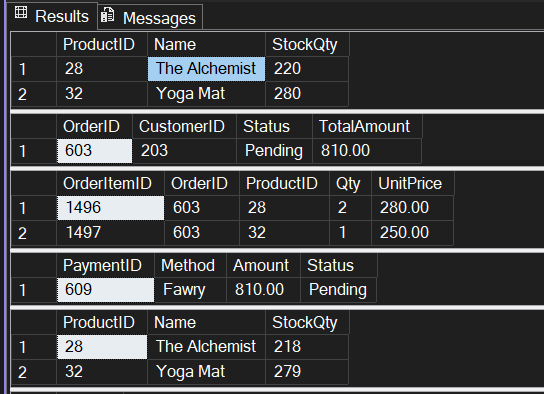 Results Messages
ProductID Name StockQty
1 28 The Alchemist 220
2 32 Yoga Mat 280
OrderID CustomerID Status TotalAmount
1 603 203 Pending 810.00
OrderItemID OrderID ProductID Qty UnitPrice
1 1496 603 28 2 280.00
2 1497 603 32 1 250.00
PaymentID Method Amount Status
1 609 Fawry 810.00 Pending
ProductID Name StockQty
1 28 The Alchemist 218
2 32 Yoga Mat 279